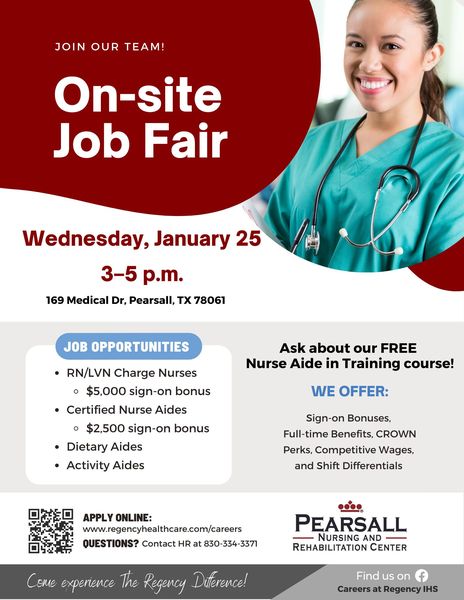 JOIN OUR TEAM!
On-site
Job Fair
Wednesday, January 25
3–5 p.m.
169 Medical Dr, Pearsall, TX 78061
JOB OPPORTUNITIES
• RN/LVN Charge Nurses
◦ $5,000 sign-on bonus
• Certified Nurse Aides
◦ $2,500 sign-on bonus
• Dietary Aides
• Activity Aides
Ask about our FREE
Nurse Aide in Training course!
WE OFFER:
Sign-on Bonuses,
Full-time Benefits, CROWN
Perks, Competitive Wages,
and Shift Differentials
APPLY ONLINE:
www.regencyhealthcare.com/careers
QUESTIONS? Contact HR at 830-334-3371
PEARSALL
NURSING AND
REHABILITATION CENTER
Come experience The Regency Difference!
Find us on
Careers at Regency IHS